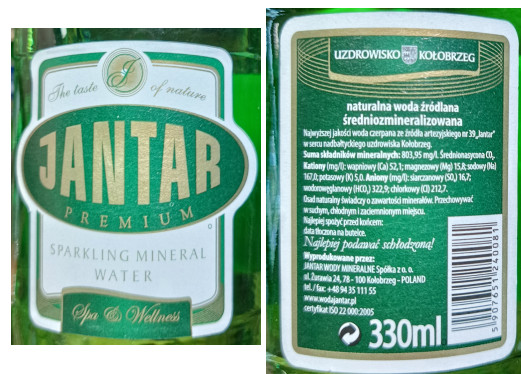 The taste of nature
JANTAR
PREMIUM
SPARKLING MINERAL
WATER
Spa & Wellness
UZDROWISKO KOŁOBRZEG
naturalna woda źródlana
średniozmineralizowana
Najwyższej jakości woda czerpana ze źródła artezyjskiego nr 39 „Jantar"
w sercu nadbałtyckiego uzdrowiska Kołobrzeg.
Suma składników mineralnych: 803,95 mg/l. Średnionasycona CO₂.
Kationy (mg/l): wapniowy (Ca) 52,1; magnezowy (Mg) 15,8; sodowy (Na)
167,0; potasowy (K) 5,0. Aniony (mg/l): siarczanowy (SO₄) 16,7;
wodorowęglanowy (HCO₃) 322,9; chlorkowy (Cl) 212,7.
Osad naturalny świadczy o zawartości minerałów. Przechowywać
w suchym, chłodnym i zaciemnionym miejscu.
Najlepiej spożyć przed końcem:
data tłoczona na butelce.
Najlepiej podawać schłodzoną!
Wyprodukowane przez:
JANTAR WODY MINERALNE Spółka z o. o.
ul. Żurawia 24, 78 - 100 Kołobrzeg - POLAND
tel. / fax: +48 94 35 111 55
www.wodajantar.pl
certyfikat ISO 22 000:2005
330ml
5907651240081